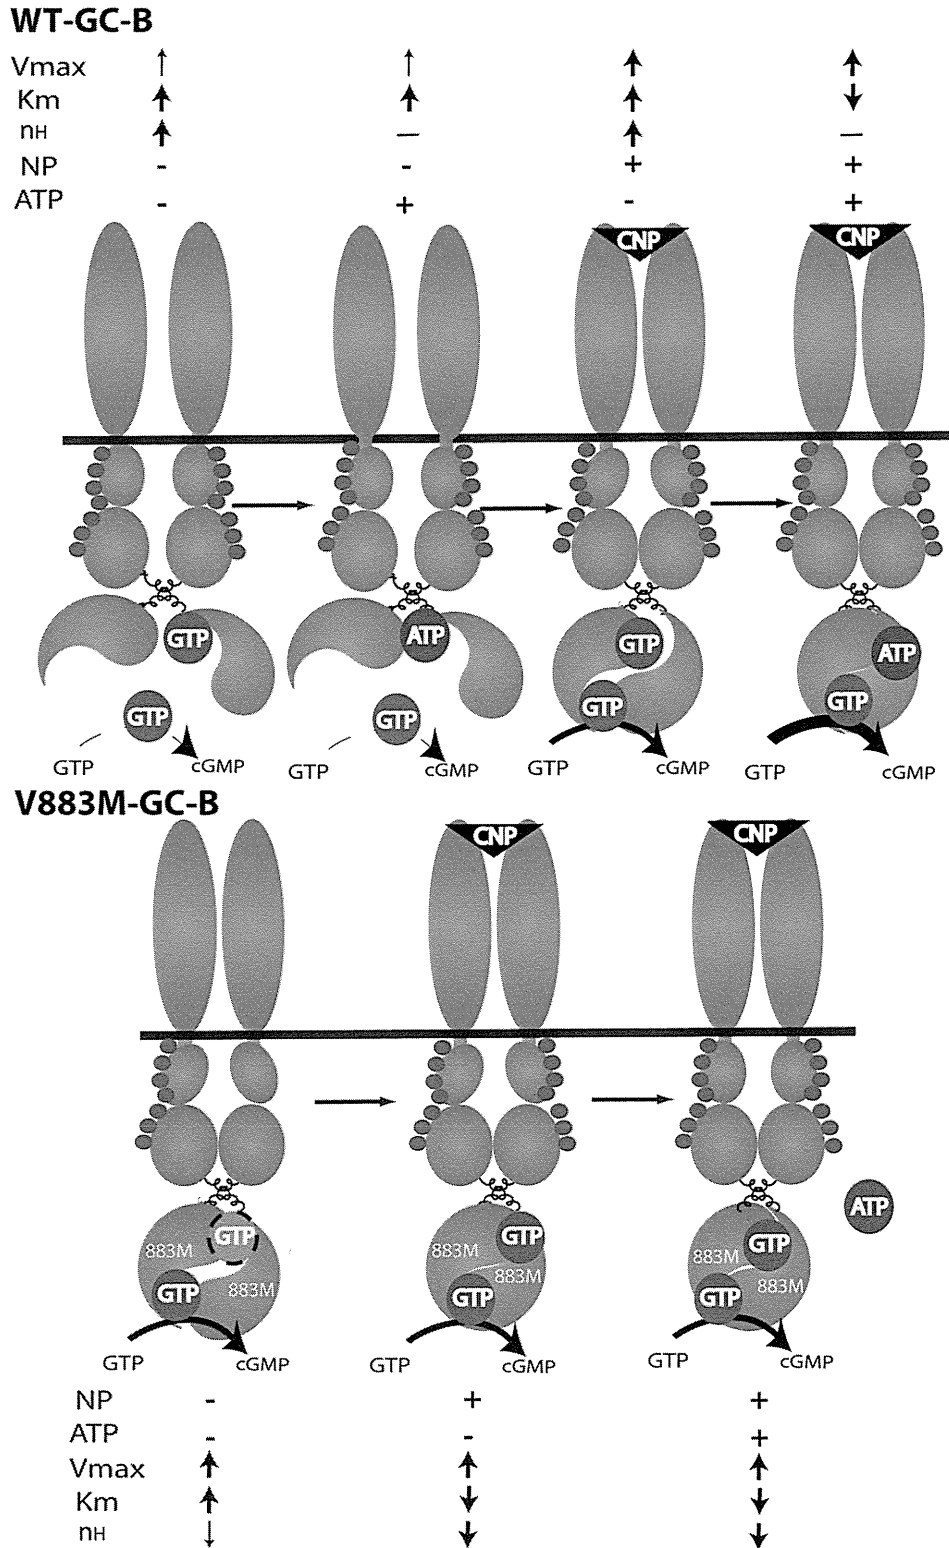 WT-GC-B
Vmax ↑ ↑ ↑ ↑
Km ↑ ↑ ↑ ↓
nH ↑ — ↑ —
NP - - + +
ATP - + - +
CNP CNP
GTP ATP GTP ATP
GTP GTP GTP GTP
GTP cGMP GTP cGMP GTP cGMP GTP cGMP
V883M-GC-B
CNP CNP
ATP
GTP GTP GTP
883M 883M 883M
883M 883M 883M
GTP GTP GTP
GTP cGMP GTP cGMP GTP cGMP
NP - + +
ATP - - +
Vmax ↑ ↑ ↑
Km ↑ ↓ ↓
nH ↓ ↓ ↓